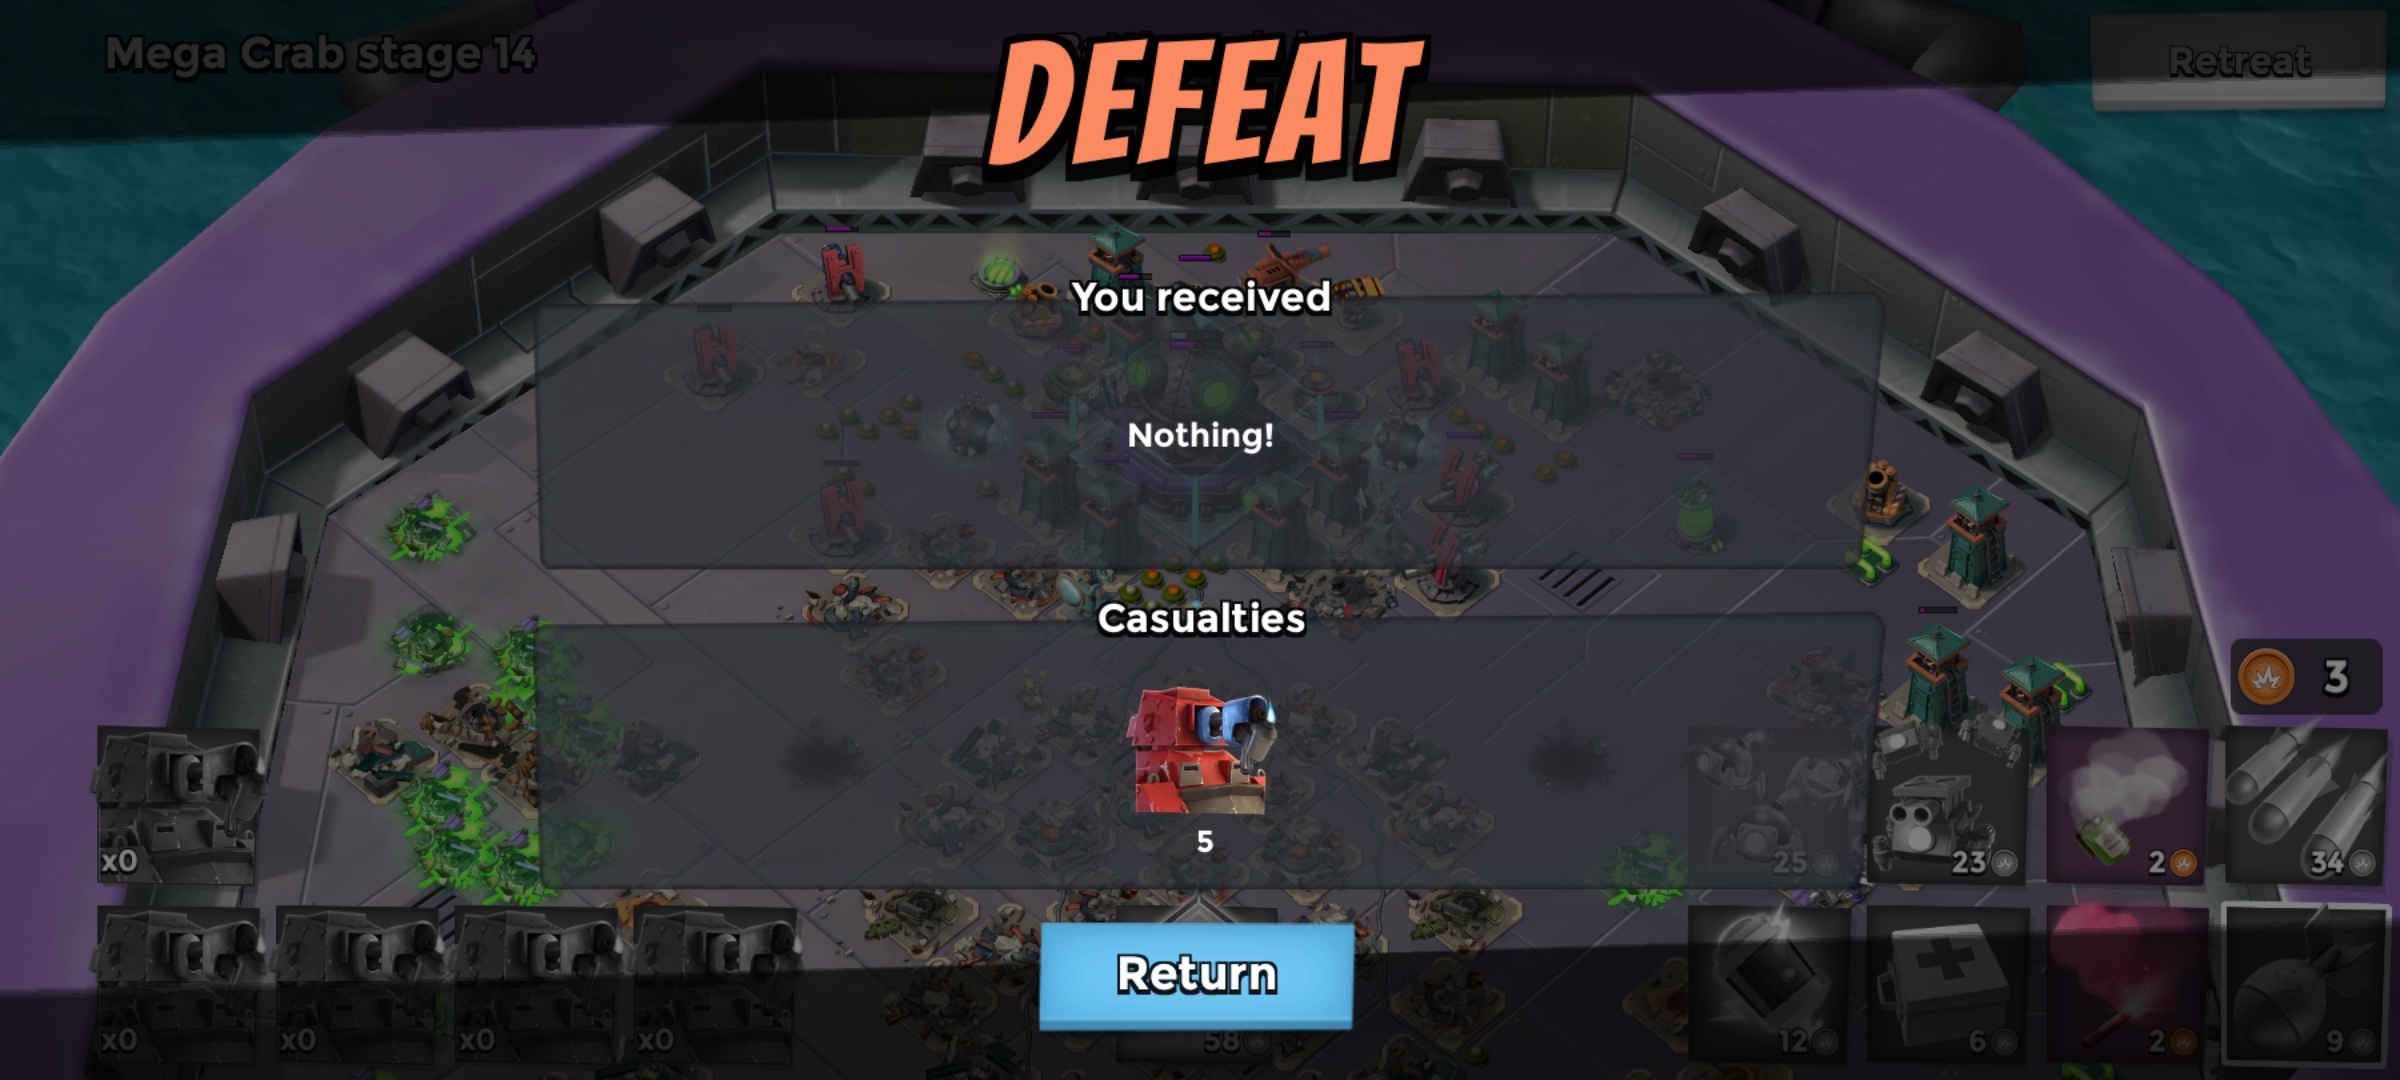 Mega Crab stage 14
DEFEAT
Retreat
You received
Nothing!
Casualties
5
3
x0
25
23
2
34
Return
x0
x0
x0
x0
58
12
6
2
9